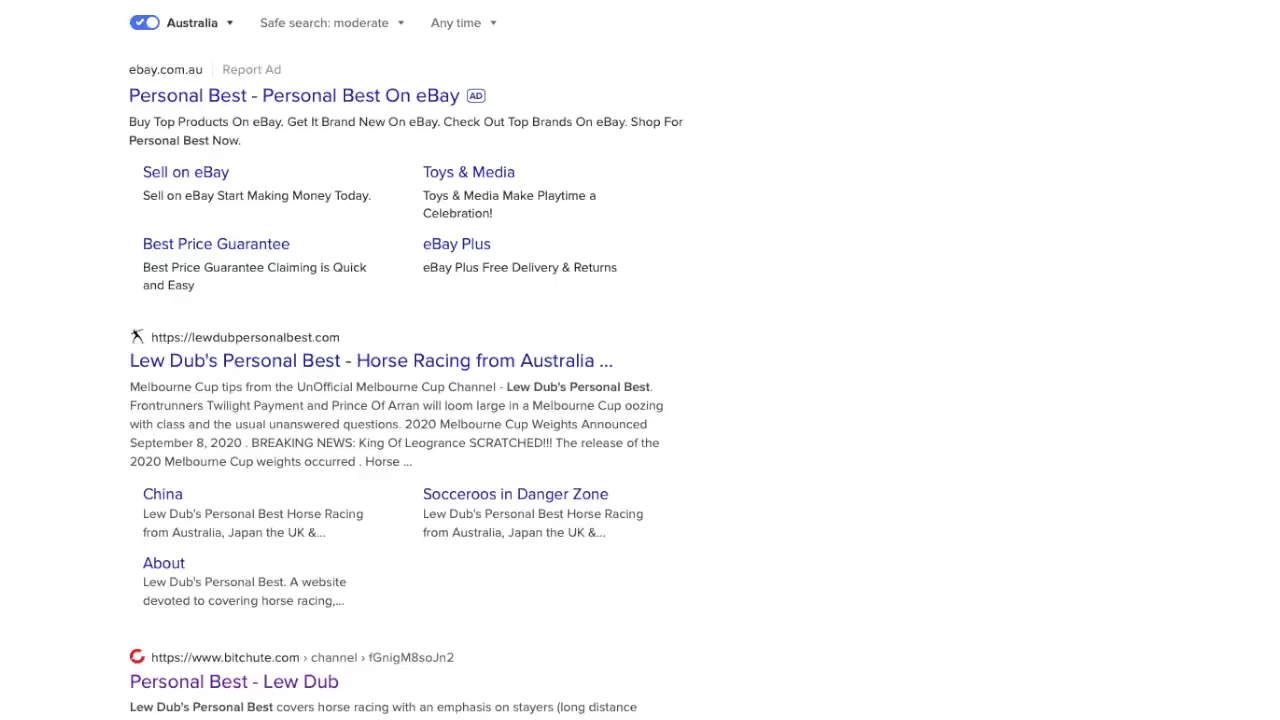 Australia Safe search: moderate Any time
ebay.com.au Report Ad
Personal Best - Personal Best On eBay AD
Buy Top Products On eBay. Get It Brand New On eBay. Check Out Top Brands On eBay. Shop For
Personal Best Now.
Sell on eBay
Sell on eBay Start Making Money Today.
Toys & Media
Toys & Media Make Playtime a
Celebration!
Best Price Guarantee
Best Price Guarantee Claiming is Quick
and Easy
eBay Plus
eBay Plus Free Delivery & Returns
https://lewdubpersonalbest.com
Lew Dub's Personal Best - Horse Racing from Australia ...
Melbourne Cup tips from the UnOfficial Melbourne Cup Channel - Lew Dub's Personal Best.
Frontrunners Twilight Payment and Prince Of Arran will loom large in a Melbourne Cup oozing
with class and the usual unanswered questions. 2020 Melbourne Cup Weights Announced
September 8, 2020 . BREAKING NEWS: King Of Leogrance SCRATCHED!!! The release of the
2020 Melbourne Cup weights occurred . Horse ...
China
Lew Dub's Personal Best Horse Racing
from Australia, Japan the UK &...
Socceroos in Danger Zone
Lew Dub's Personal Best Horse Racing
from Australia, Japan the UK &...
About
Lew Dub's Personal Best. A website
devoted to covering horse racing,...
https://www.bitchute.com › channel › fGnigM8soJn2
Personal Best - Lew Dub
Lew Dub's Personal Best covers horse racing with an emphasis on stayers (long distance